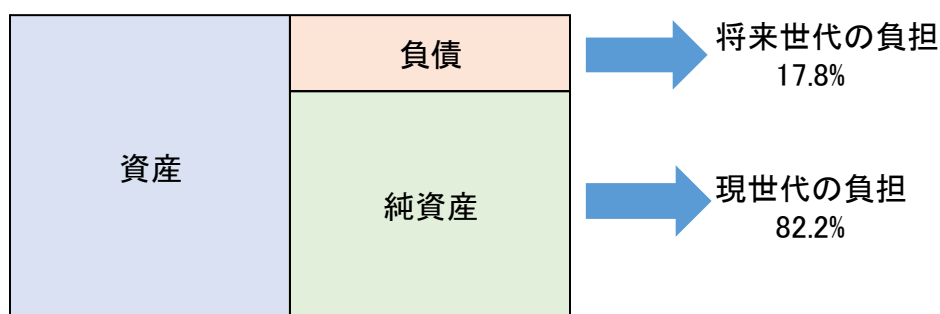 資産
負債
純資産
将来世代の負担
17.8%
現世代の負担
82.2%